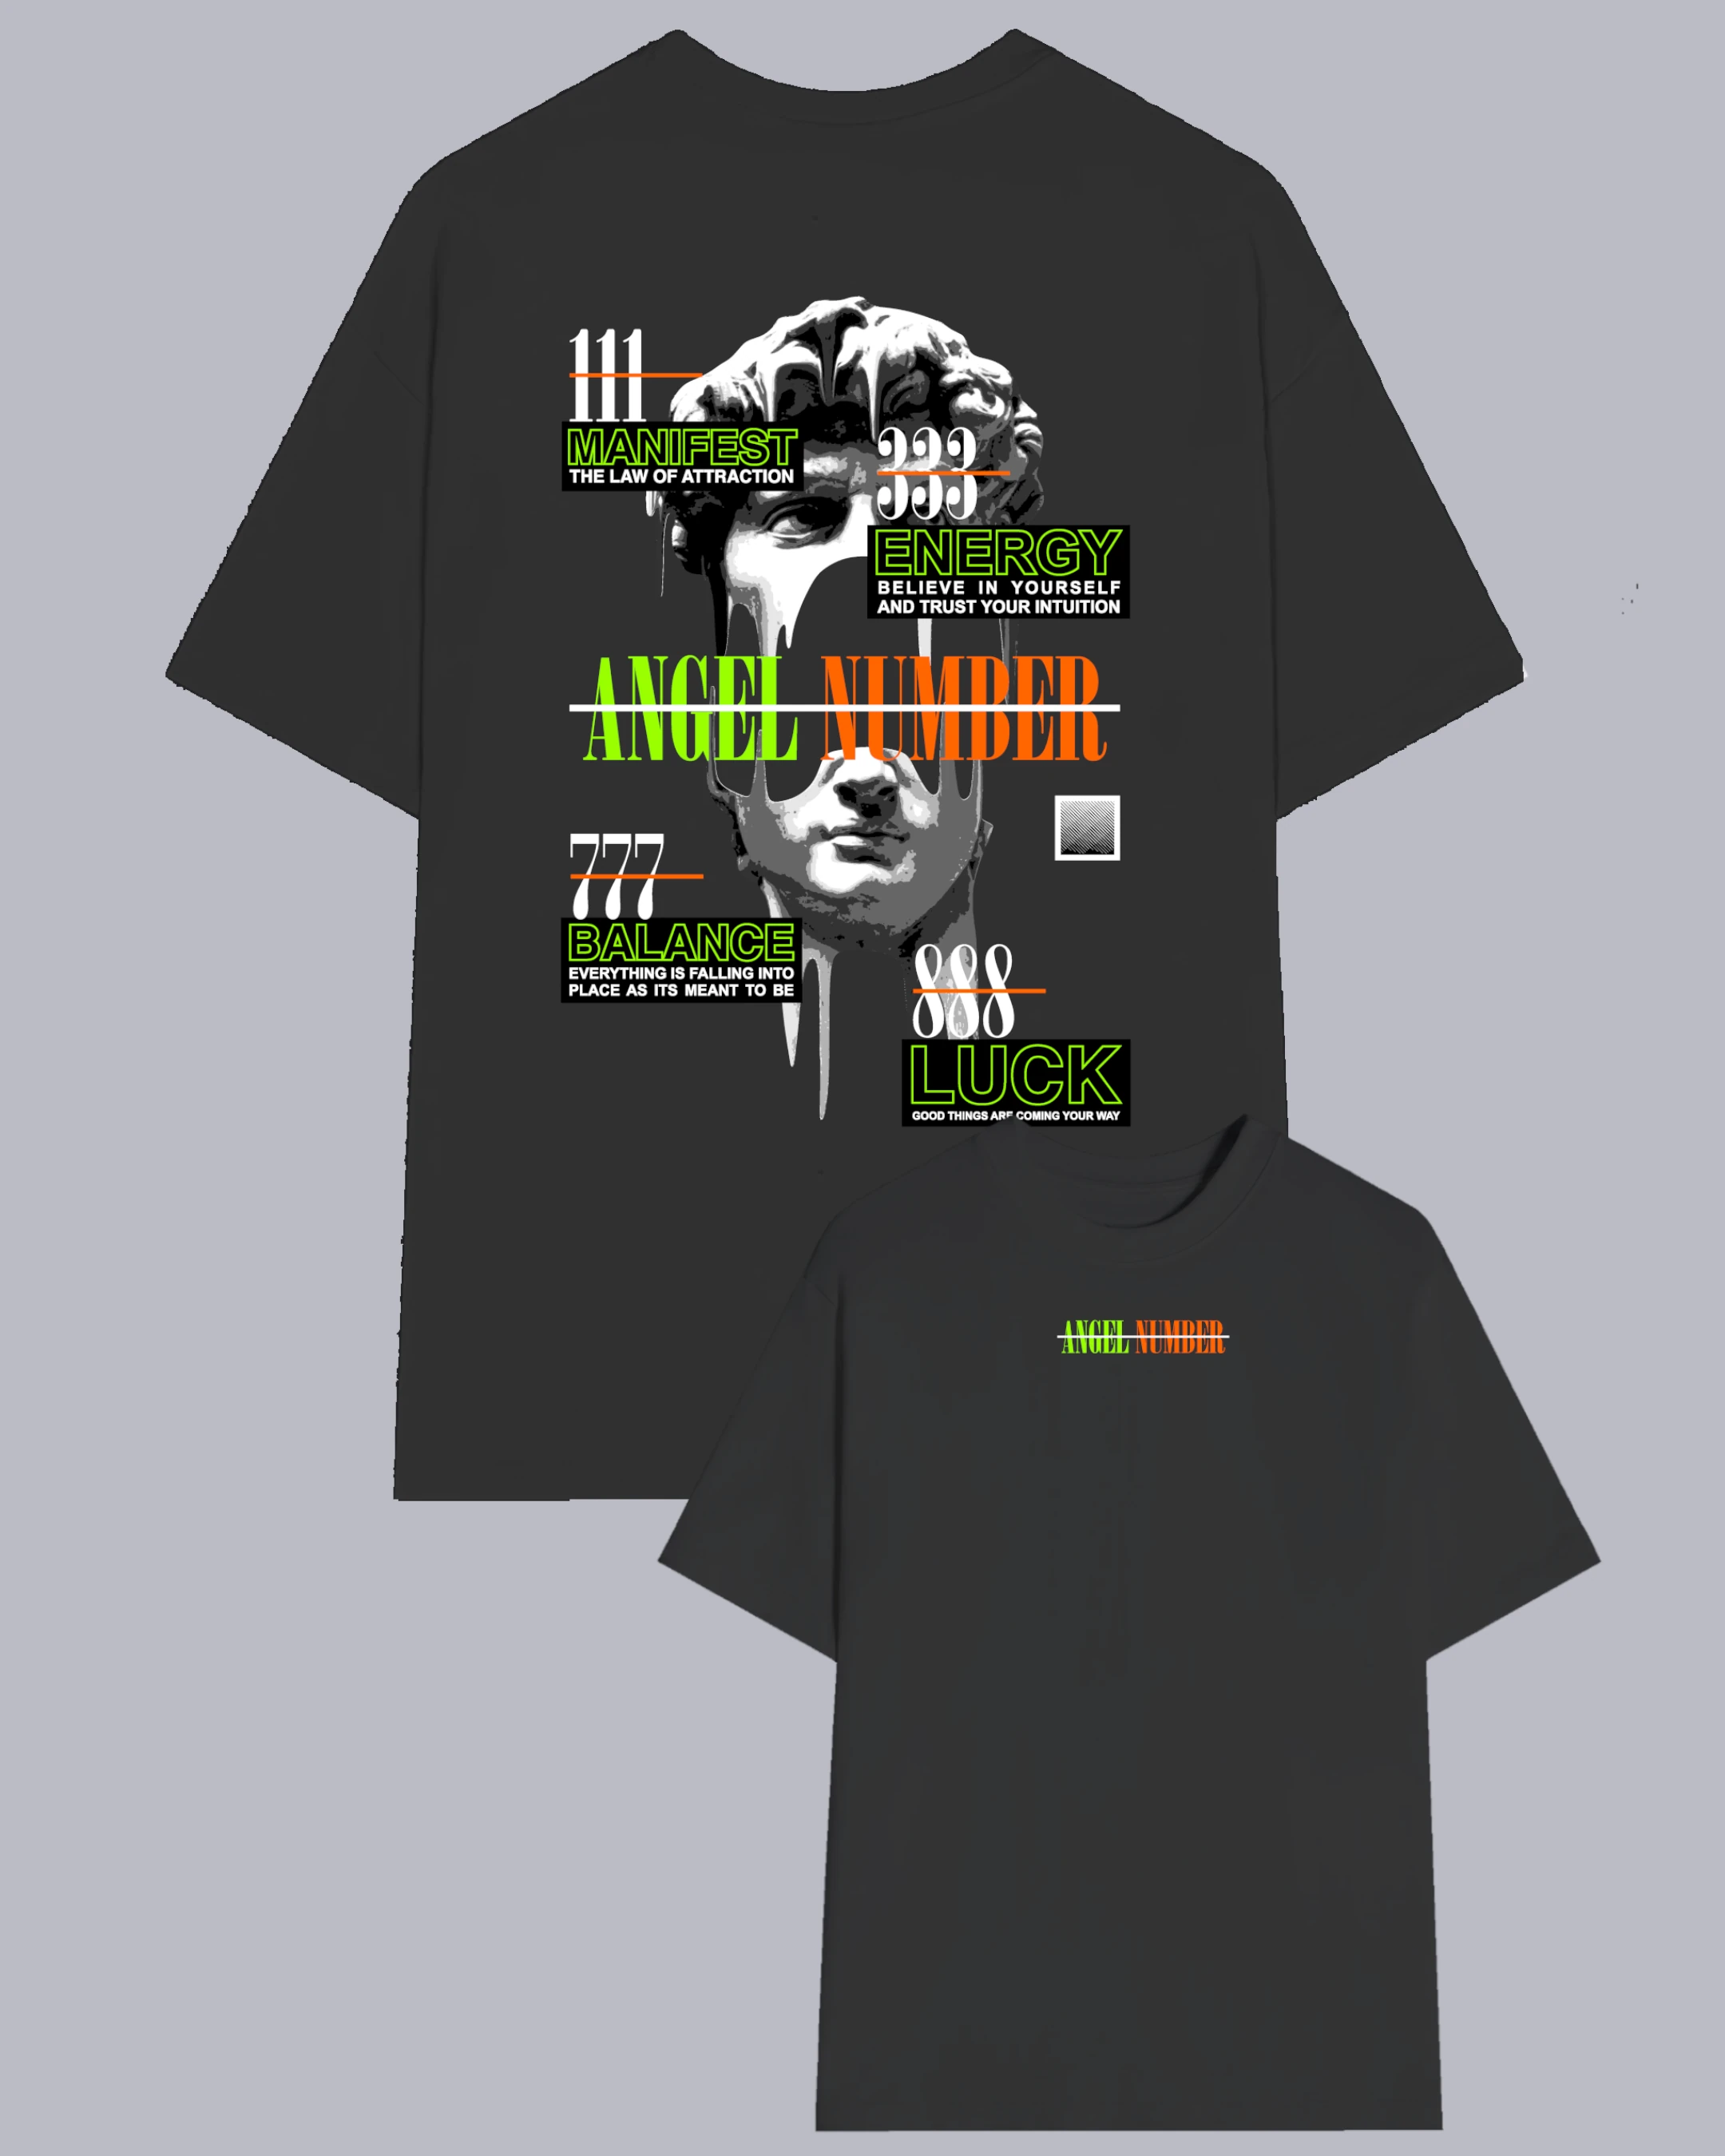 111
MANIFEST
THE LAW OF ATTRACTION
333
ENERGY
BELIEVE IN YOURSELF
AND TRUST YOUR INTUITION
ANGEL NUMBER
777
BALANCE
EVERYTHING IS FALLING INTO
PLACE AS ITS MEANT TO BE
888
LUCK
GOOD THINGS ARE COMING YOUR WAY
ANGEL NUMBER